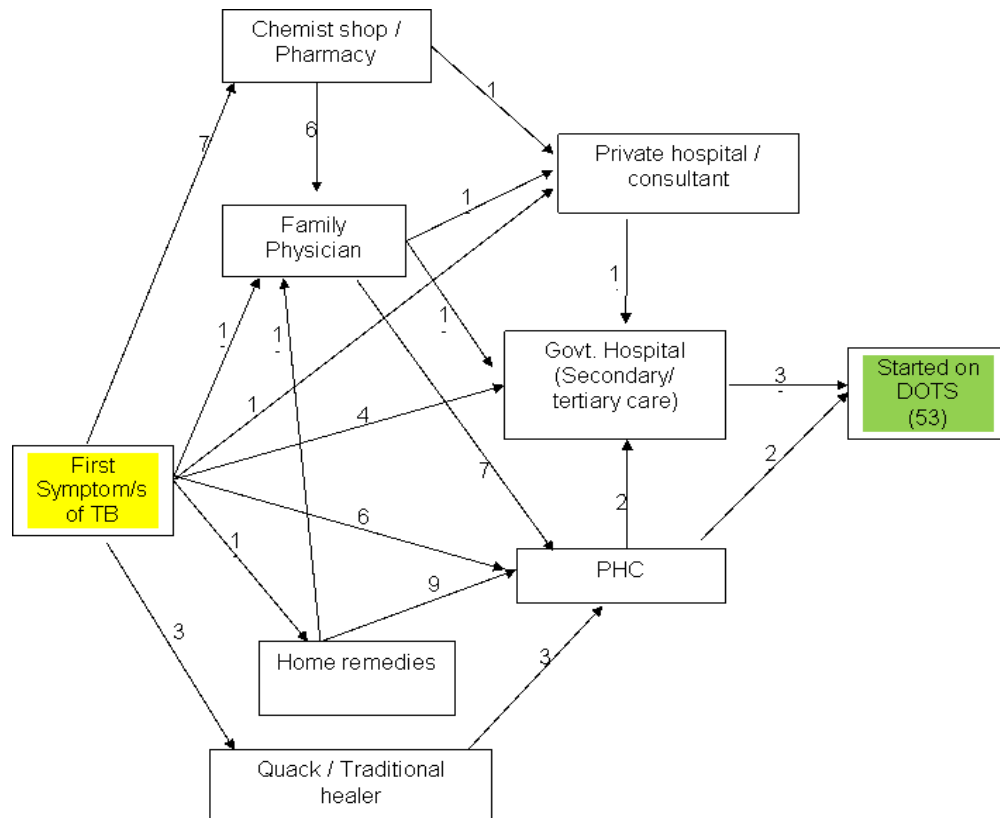 Chemist shop /
Pharmacy
1
7
6
Private hospital /
consultant
1
Family
Physician
1
1
1
1
Govt. Hospital
(Secondary/
tertiary care)
3
Started on
DOTS
(53)
1
4
7
2
First
Symptom/s
of TB
6
2
1
9
PHC
3
Home remedies
3
Quack / Traditional
healer